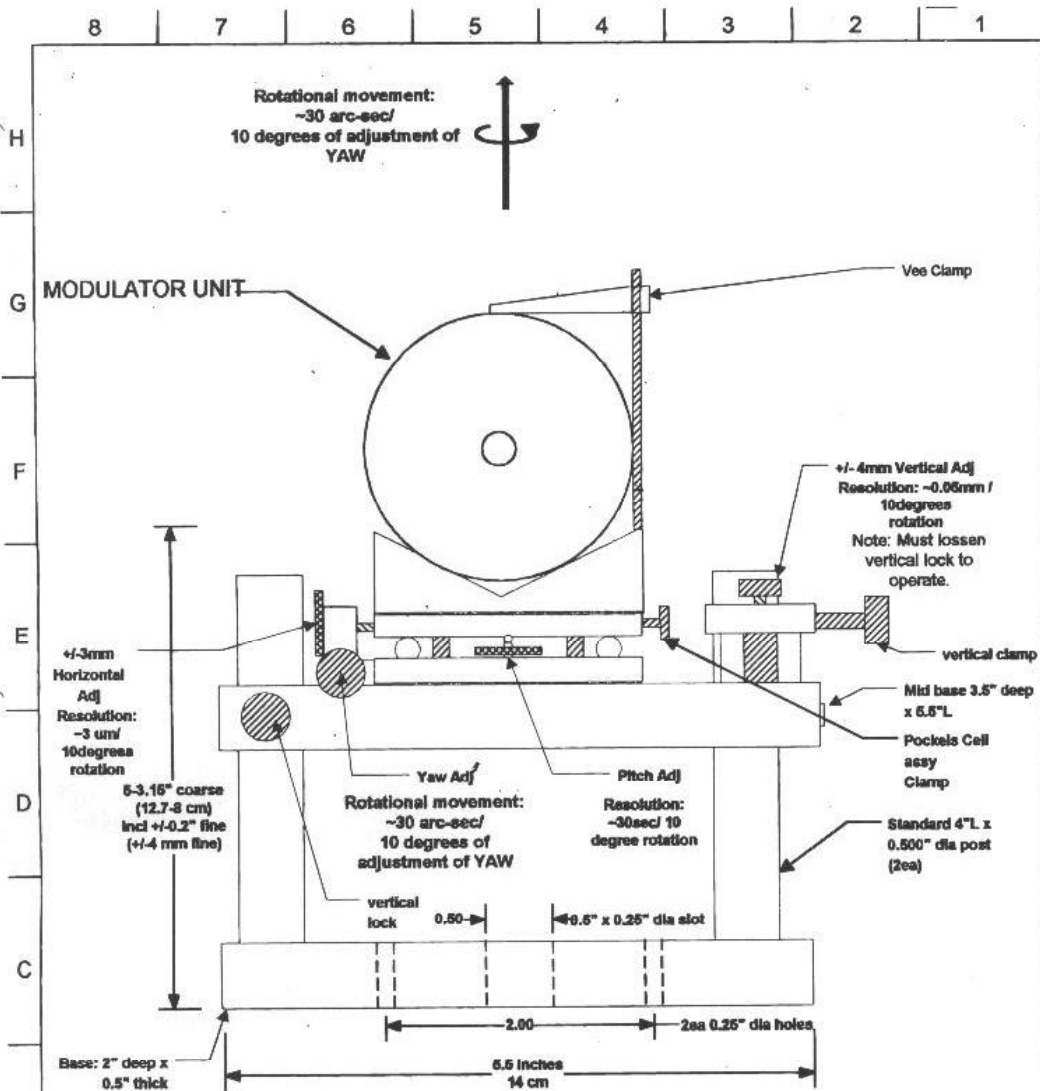 8 7 6 5 4 3 2 1
H
Rotational movement:
~30 arc-sec/
10 degrees of adjustment of
YAW
G
MODULATOR UNIT
Vee Clamp
F
+/- 4mm Vertical Adj
Resolution: ~0.05mm /
10degrees
rotation
Note: Must lossen
vertical lock to
operate.
E
+/-3mm
Horizontal
Adj
Resolution:
~3 um/
10degrees
rotation
vertical clamp
Mid base 3.5" deep
x 5.5"L
Pockels Cell
assy
Clamp
D
5-3.15" coarse
(12.7-8 cm)
incl +/-0.2" fine
(+/-4 mm fine)
Yaw Adj
Rotational movement:
~30 arc-sec/
10 degrees of
adjustment of YAW
Pitch Adj
Resolution:
~30sec/ 10
degree rotation
Standard 4"L x
0.500" dia post
(2ea)
vertical
lock
0.50
0.5" x 0.25" dia slot
C
2.00
2ea 0.25" dia holes
Base: 2" deep x
0.5" thick
5.5 inches
14 cm